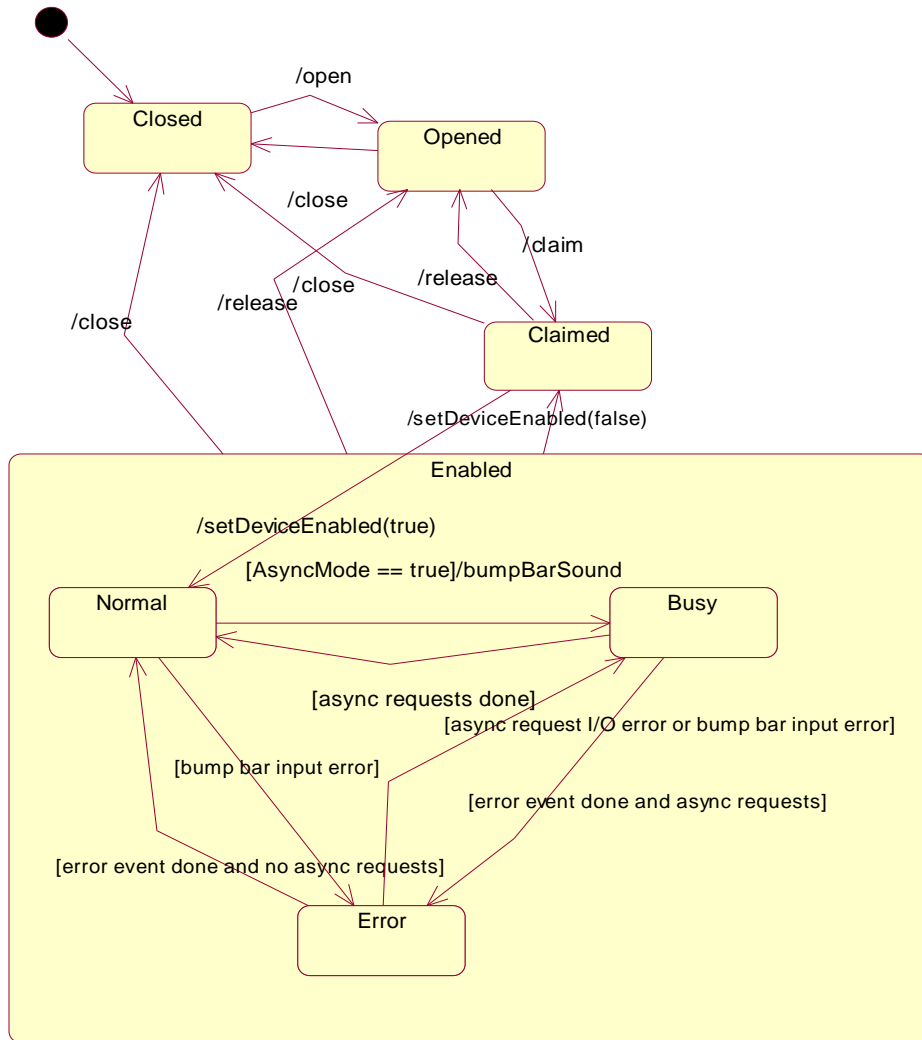 /open
Closed
Opened
/close
/claim
/release
/close
/release
/close
Claimed
/setDeviceEnabled(false)
Enabled
/setDeviceEnabled(true)
[AsyncMode == true]/bumpBarSound
Normal
Busy
[async requests done]
[async request I/O error or bump bar input error]
[bump bar input error]
[error event done and async requests]
[error event done and no async requests]
Error